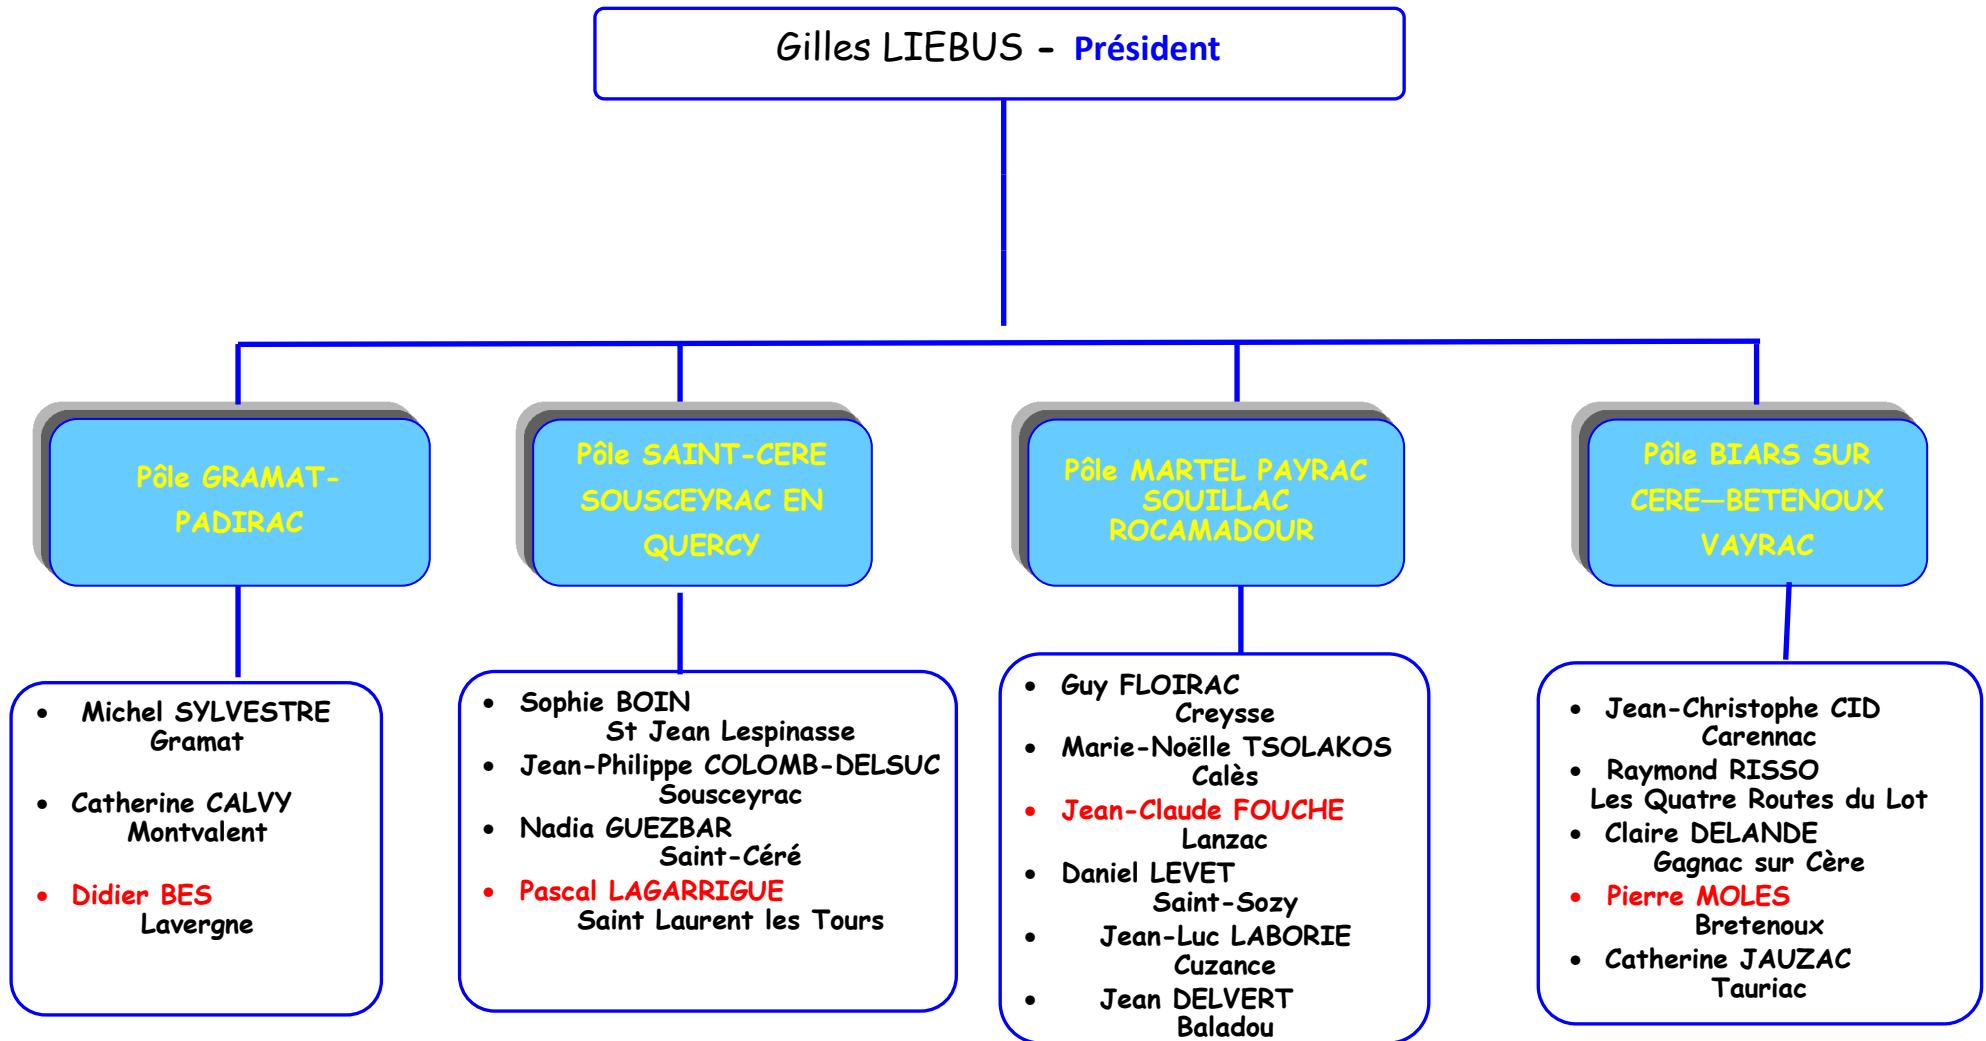 Gilles LIEBUS - Président
Pôle GRAMAT-
PADIRAC
Pôle SAINT-CERE
SOUSCEYRAC EN
QUERCY
Pôle MARTEL PAYRAC
SOUILLAC
ROCAMADOUR
Pôle BIARS SUR
CERE—BETENOUX
VAYRAC
• Michel SYLVESTRE
Gramat
• Catherine CALVY
Montvalent
• Didier BES
Lavergne
• Sophie BOIN
St Jean Lespinasse
• Jean-Philippe COLOMB-DELSUC
Sousceyrac
• Nadia GUEZBAR
Saint-Céré
• Pascal LAGARRIGUE
Saint Laurent les Tours
• Guy FLOIRAC
Creysse
• Marie-Noëlle TSOLAKOS
Calès
• Jean-Claude FOUCHE
Lanzac
• Daniel LEVET
Saint-Sozy
• Jean-Luc LABORIE
Cuzance
• Jean DELVERT
Baladou
• Jean-Christophe CID
Carennac
• Raymond RISSO
Les Quatre Routes du Lot
• Claire DELANDE
Gagnac sur Cère
• Pierre MOLES
Bretenoux
• Catherine JAUZAC
Tauriac